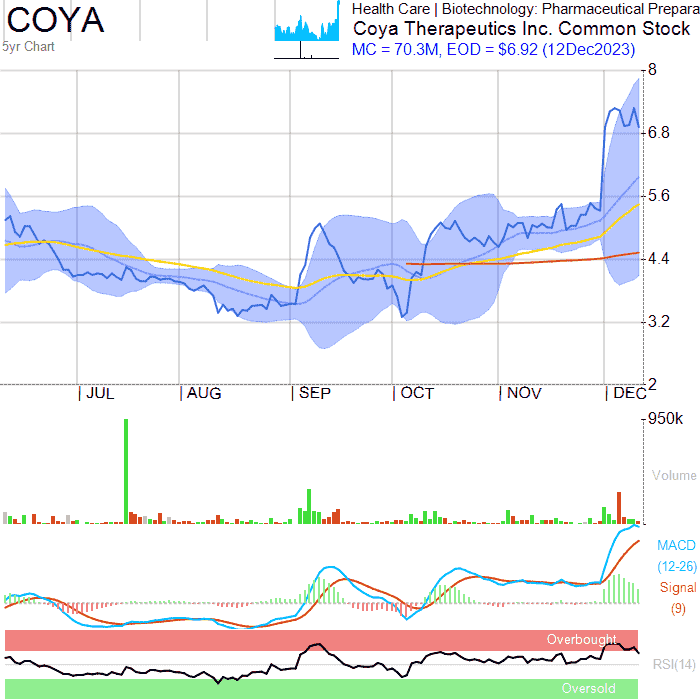 COYA
Health Care | Biotechnology: Pharmaceutical Prepara
Coya Therapeutics Inc. Common Stock
5yr Chart
MC = 70.3M, EOD = $6.92 (12Dec2023)
8
6.8
5.6
4.4
3.2
2
| JUL | AUG | SEP | OCT | NOV | DEC
950k
Volume
MACD
(12-26)
Signal
(9)
Overbought
RSI(14)
Oversold